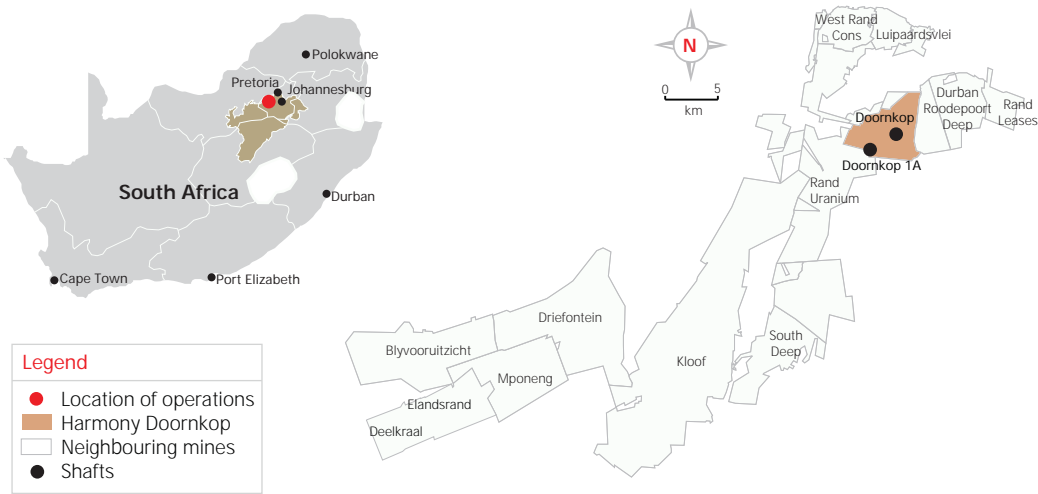 Polokwane
Pretoria
Johannesburg
South Africa
Durban
Cape Town
Port Elizabeth
N
0 5
km
West Rand
Cons
Luipaardsvlei
Durban
Roodepoort
Deep
Rand
Leases
Doornkop
Doornkop 1A
Rand
Uranium
Driefontein
Blyvooruitzicht
Mponeng
Elandsrand
Deelkraal
Kloof
South
Deep
Legend
Location of operations
Harmony Doornkop
Neighbouring mines
Shafts